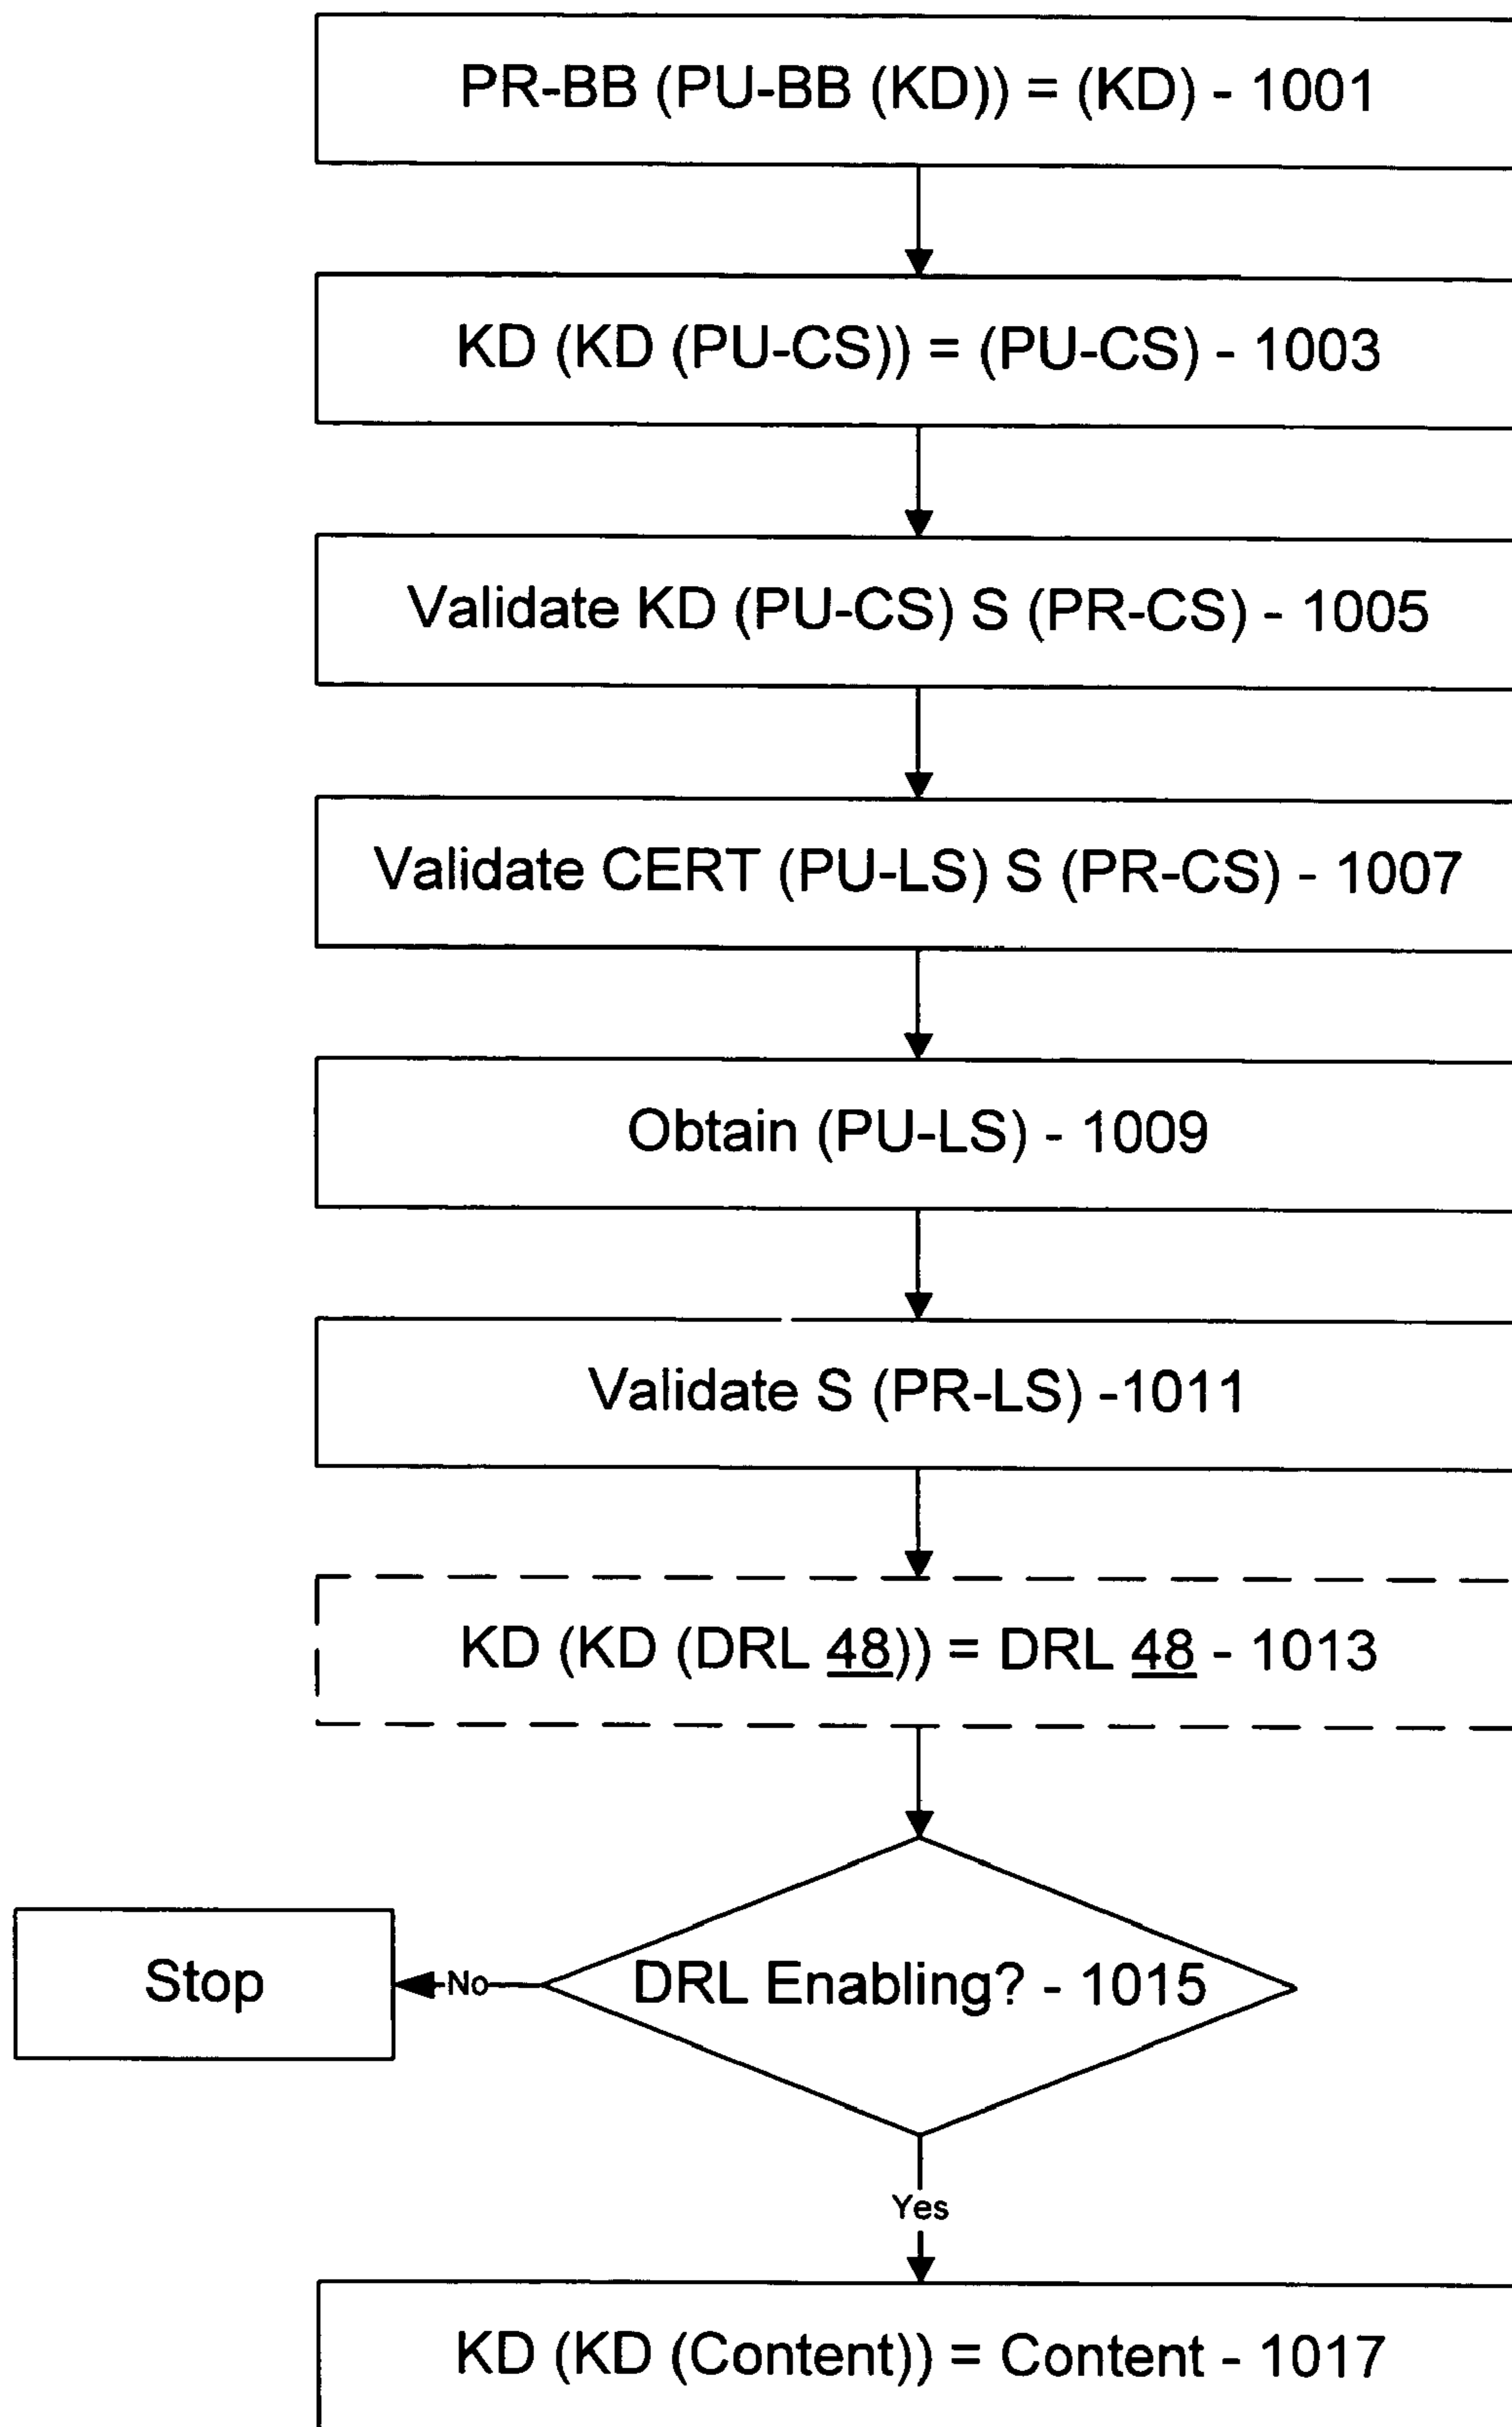 PR-BB (PU-BB (KD)) = (KD) - 1001
KD (KD (PU-CS)) = (PU-CS) - 1003
Validate KD (PU-CS) S (PR-CS) - 1005
Validate CERT (PU-LS) S (PR-CS) - 1007
Obtain (PU-LS) - 1009
Validate S (PR-LS) -1011
KD (KD (DRL 48)) = DRL 48 - 1013
Stop
No
DRL Enabling? - 1015
Yes
KD (KD (Content)) = Content - 1017